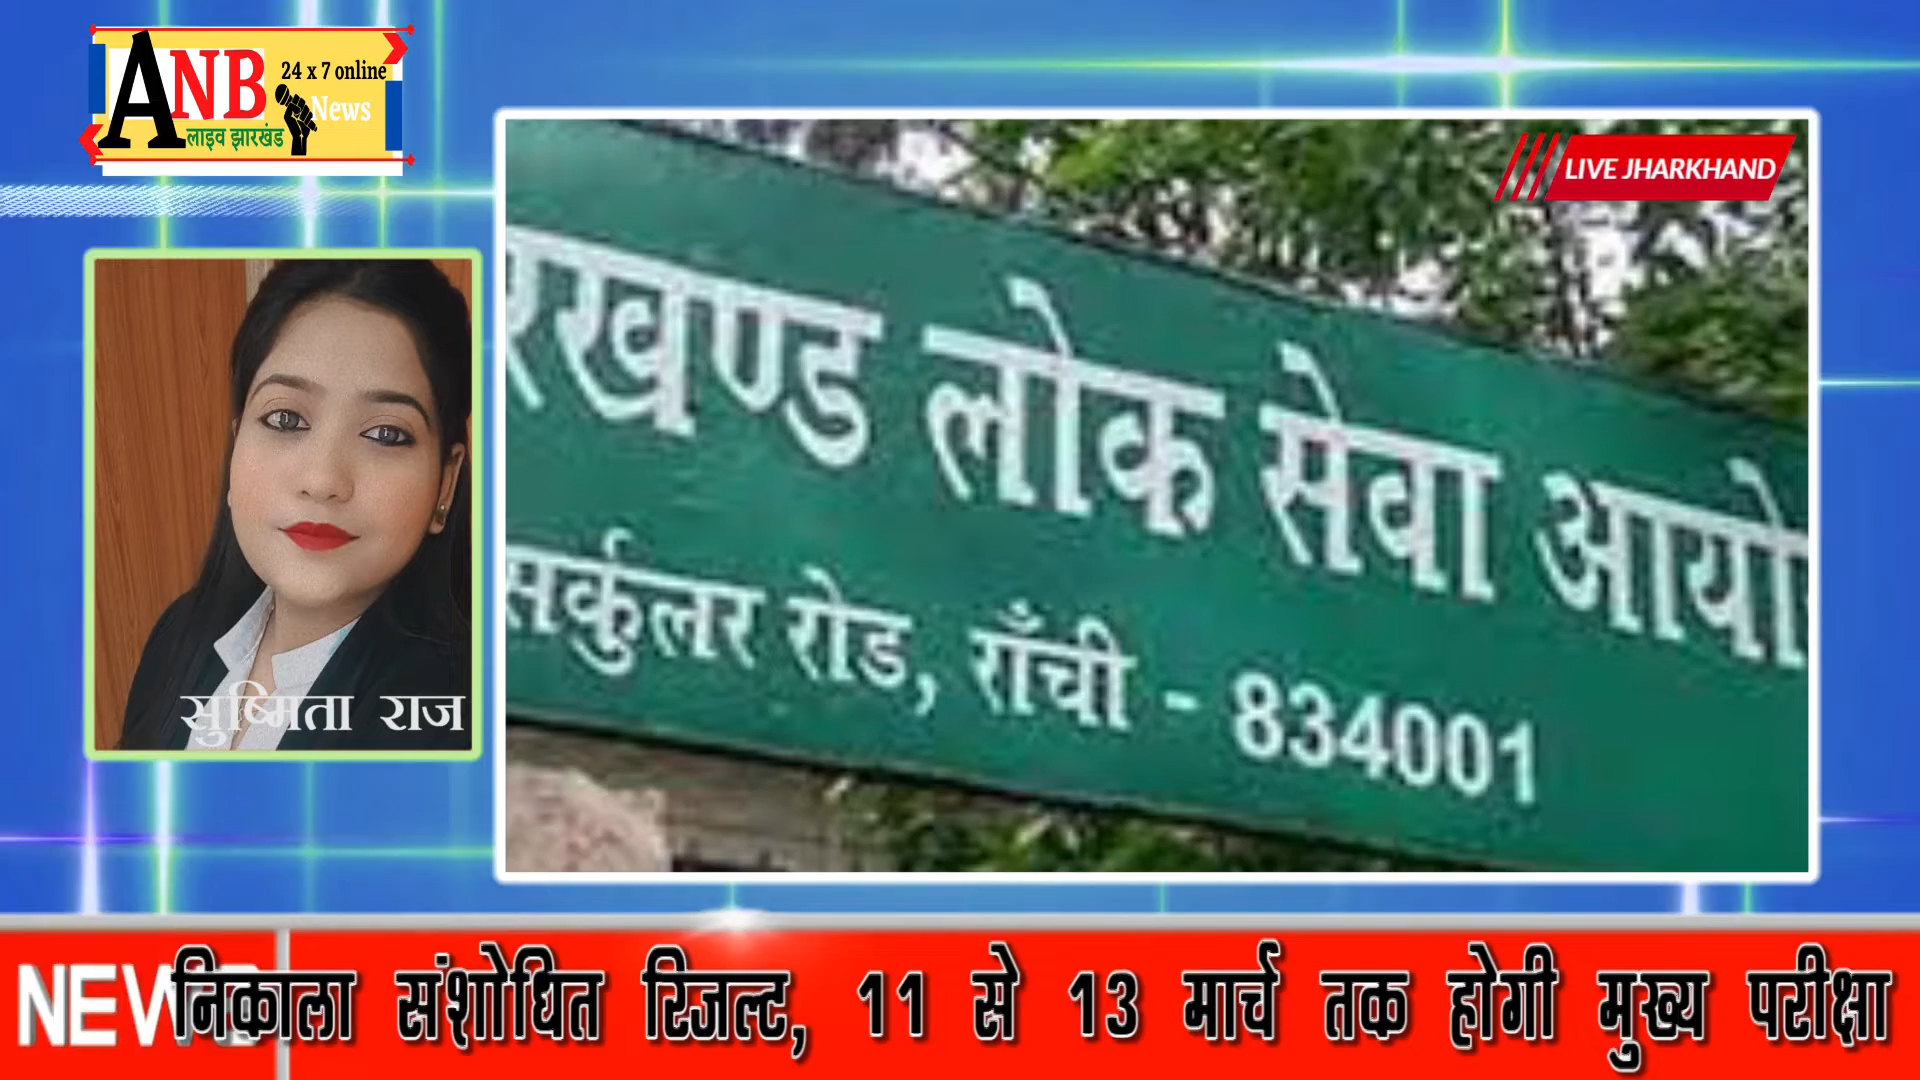 ANB
24 x 7 online
News
लाइव झारखंड
LIVE JHARKHAND
रखण्ड लोक सेवा आयो
सर्कुलर रोड, राँची - 834001
सुष्मिता राज
NEWS
निकाला संशोधित रिजल्ट, 11 से 13 मार्च तक होगी मुख्य परीक्षा